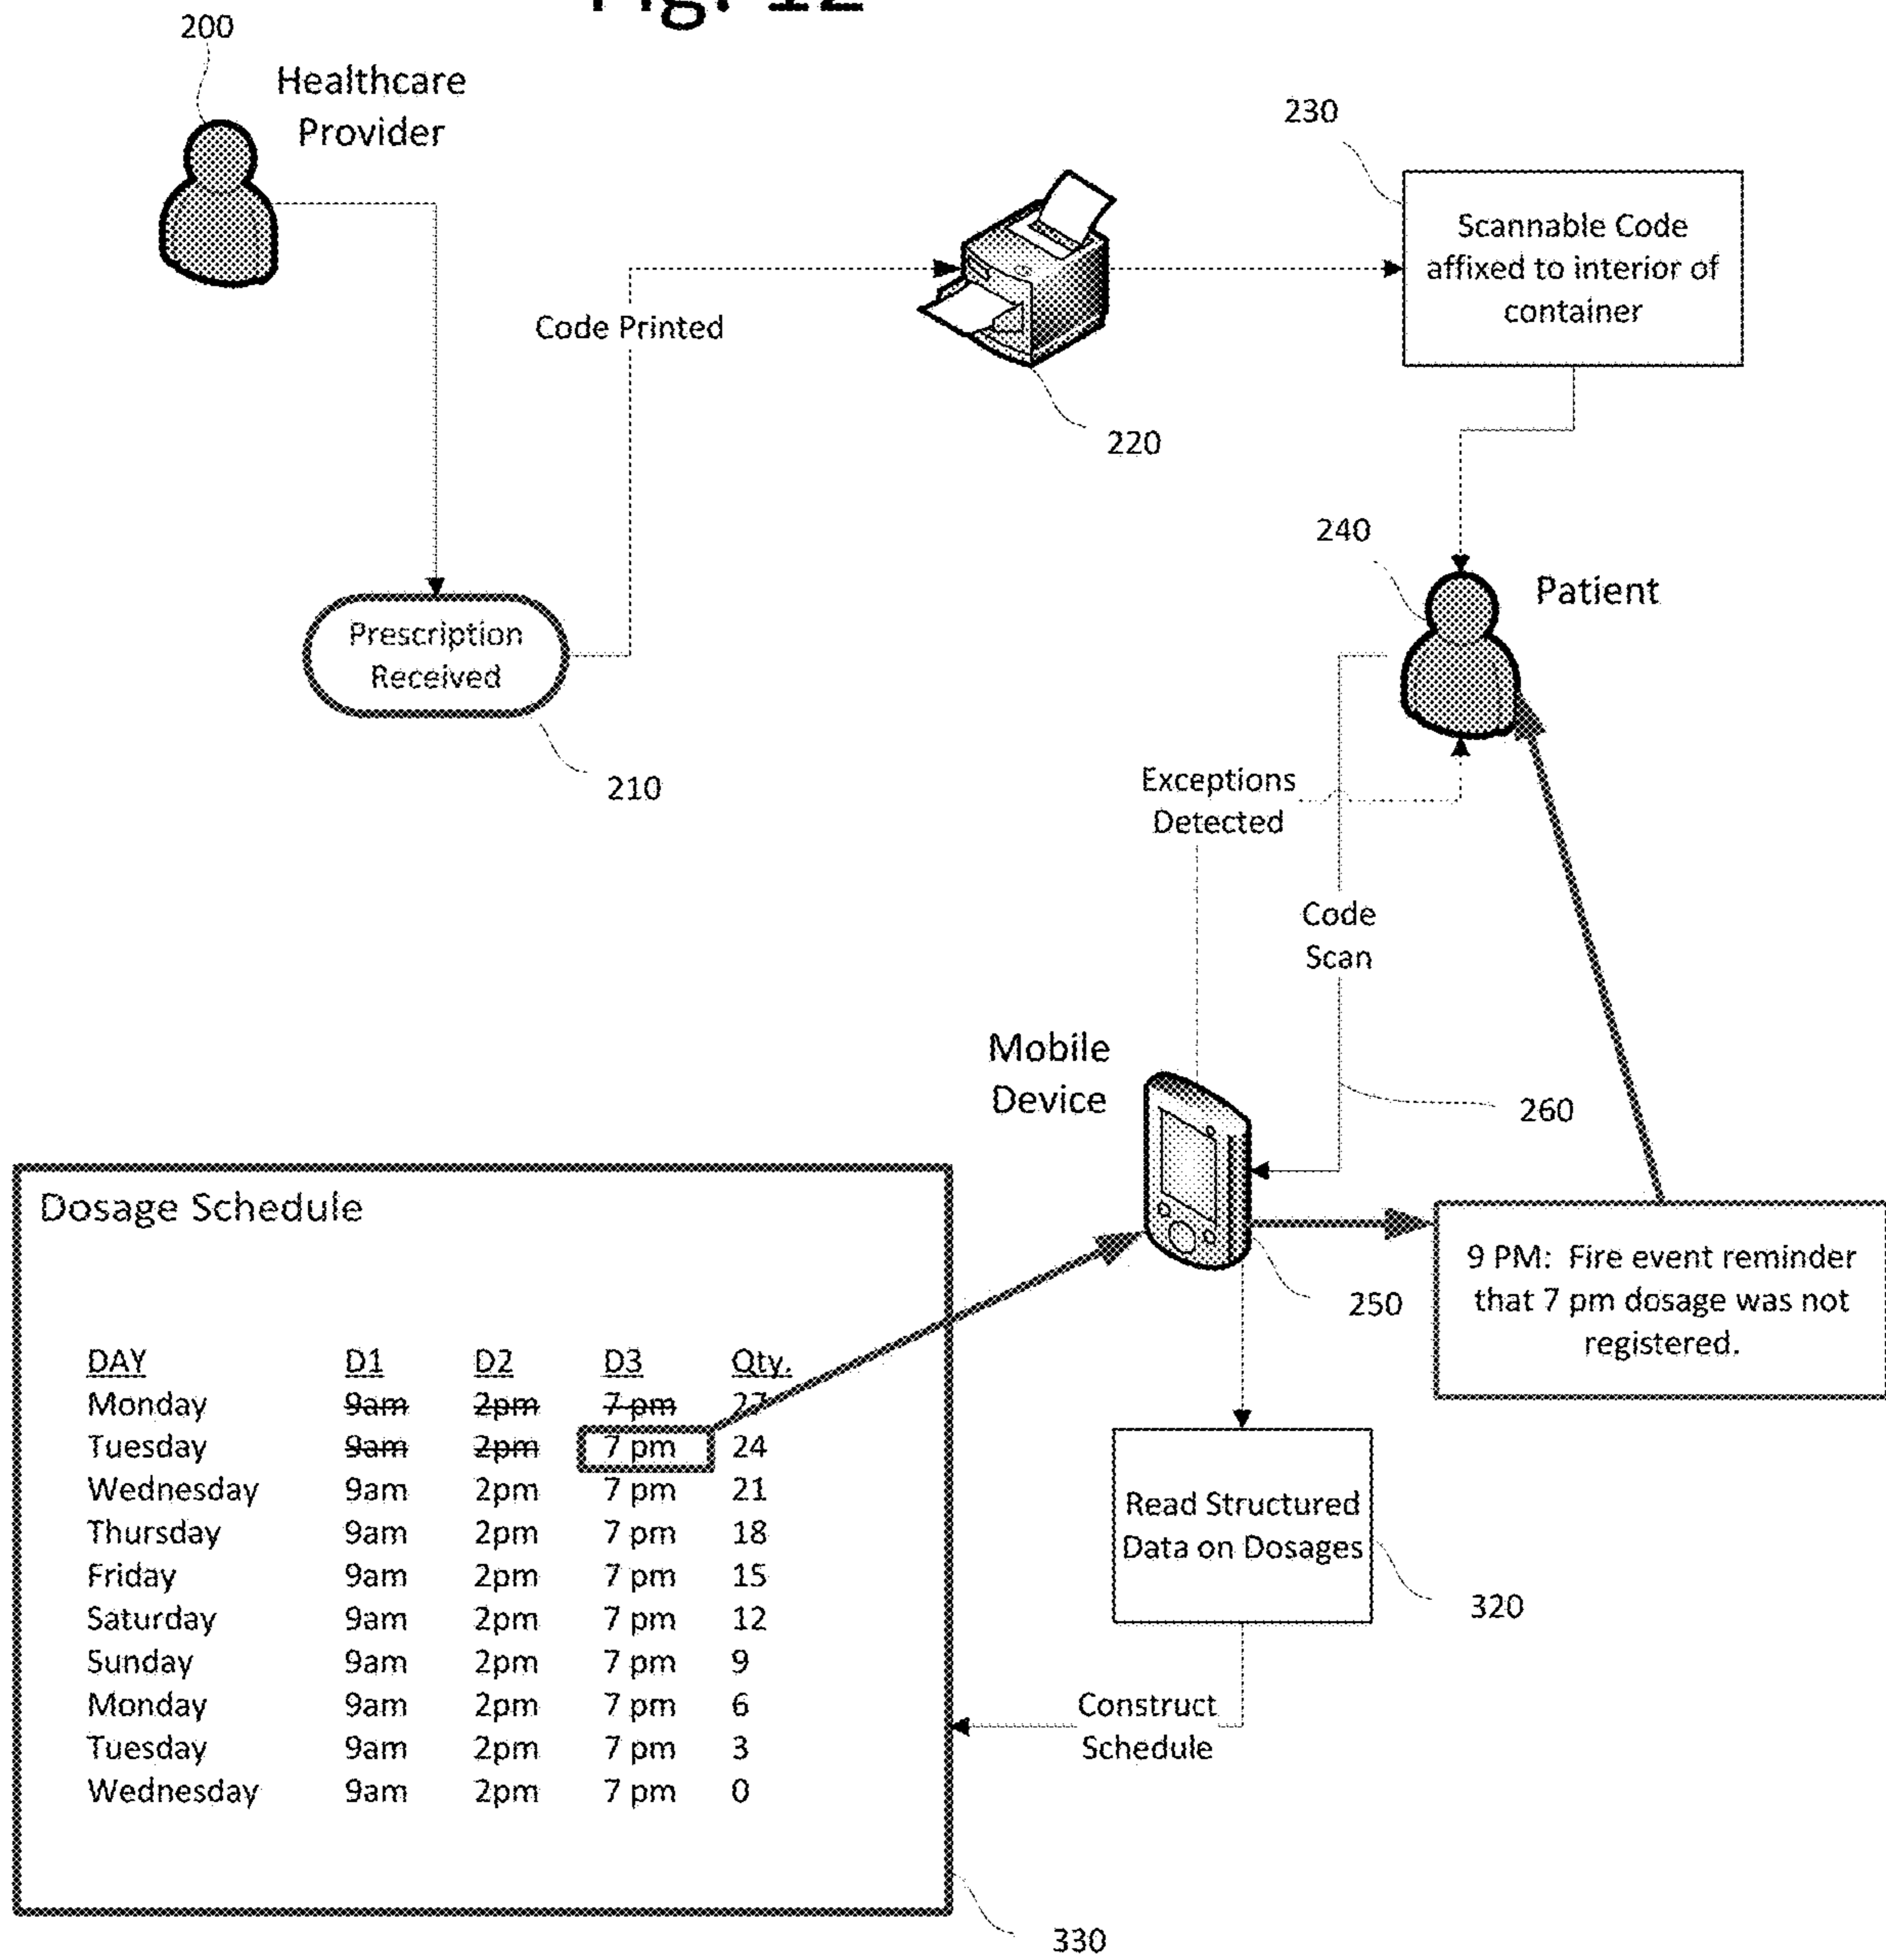 200
Healthcare
Provider
230
Scannable Code
affixed to interior of
container
Code Printed
220
240
Patient
Prescription
Received
210
Exceptions
Detected
Code
Scan
Mobile
Device
260
250
9 PM: Fire event reminder
that 7 pm dosage was not
registered.
Dosage Schedule
DAY D1 D2 D3 Qty.
Monday 9am 2pm 7 pm 27
Tuesday 9am 2pm 7 pm 24
Wednesday 9am 2pm 7 pm 21
Thursday 9am 2pm 7 pm 18
Friday 9am 2pm 7 pm 15
Saturday 9am 2pm 7 pm 12
Sunday 9am 2pm 7 pm 9
Monday 9am 2pm 7 pm 6
Tuesday 9am 2pm 7 pm 3
Wednesday 9am 2pm 7 pm 0
Read Structured
Data on Dosages
320
Construct
Schedule
330